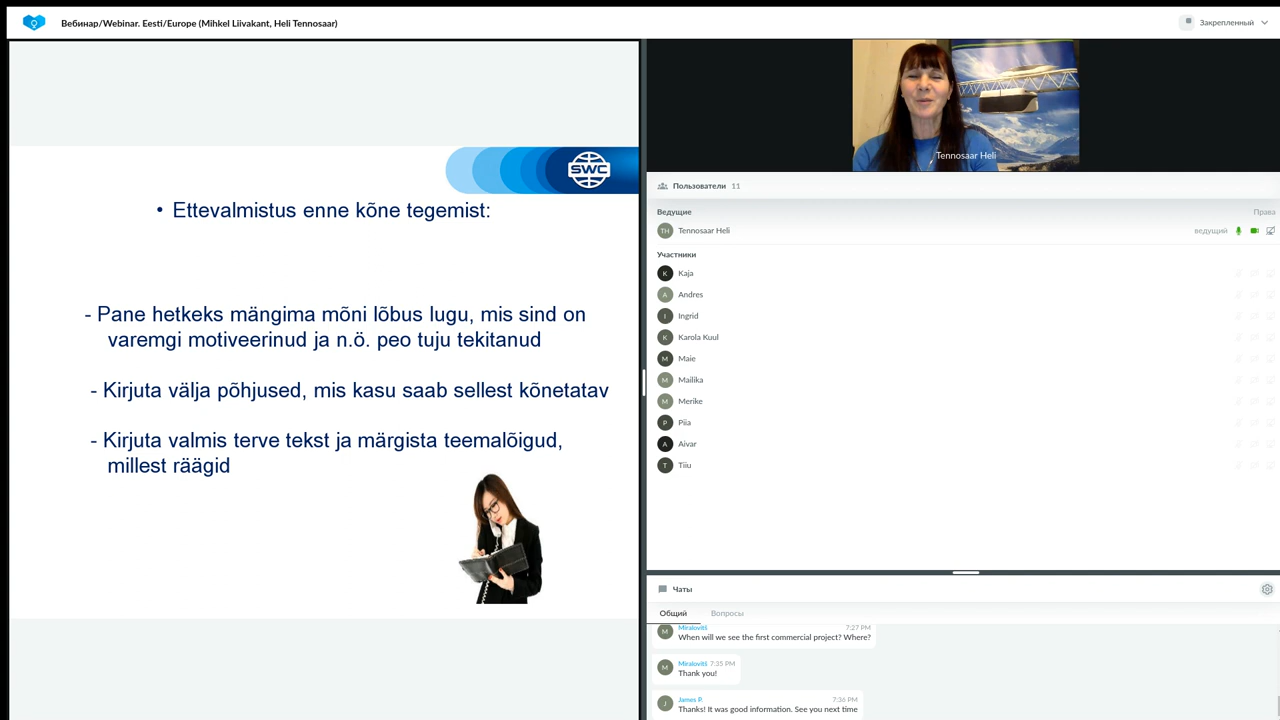 Вебинар/Webinar. Eesti/Europe (Mihkel Liivakant, Heli Tennosaar)
Закрепленный
SWC
• Ettevalmistus enne kõne tegemist:
- Pane hetkeks mängima mõni lõbus lugu, mis sind on
varemgi motiveerinud ja n.ö. peo tuju tekitanud
- Kirjuta välja põhjused, mis kasu saab sellest kõnetatav
- Kirjuta valmis terve tekst ja märgista teemalõigud,
millest räägid
Tennosaar Heli
Пользователи 11
Ведущие Права
TH Tennosaar Heli ведущий
Участники
K Kaja
A Andres
I Ingrid
K Karola Kuul
M Maie
M Mailika
M Merike
P Piia
A Aivar
T Tiiu
Чаты
Общий Вопросы
Miralovitš 7:27 PM
M When will we see the first commercial project? Where?
Miralovitš 7:35 PM
M Thank you!
James P. 7:36 PM
J Thanks! It was good information. See you next time